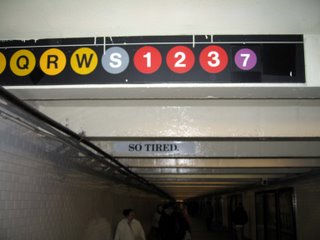 Q R W S 1 2 3 7
SO TIRED.